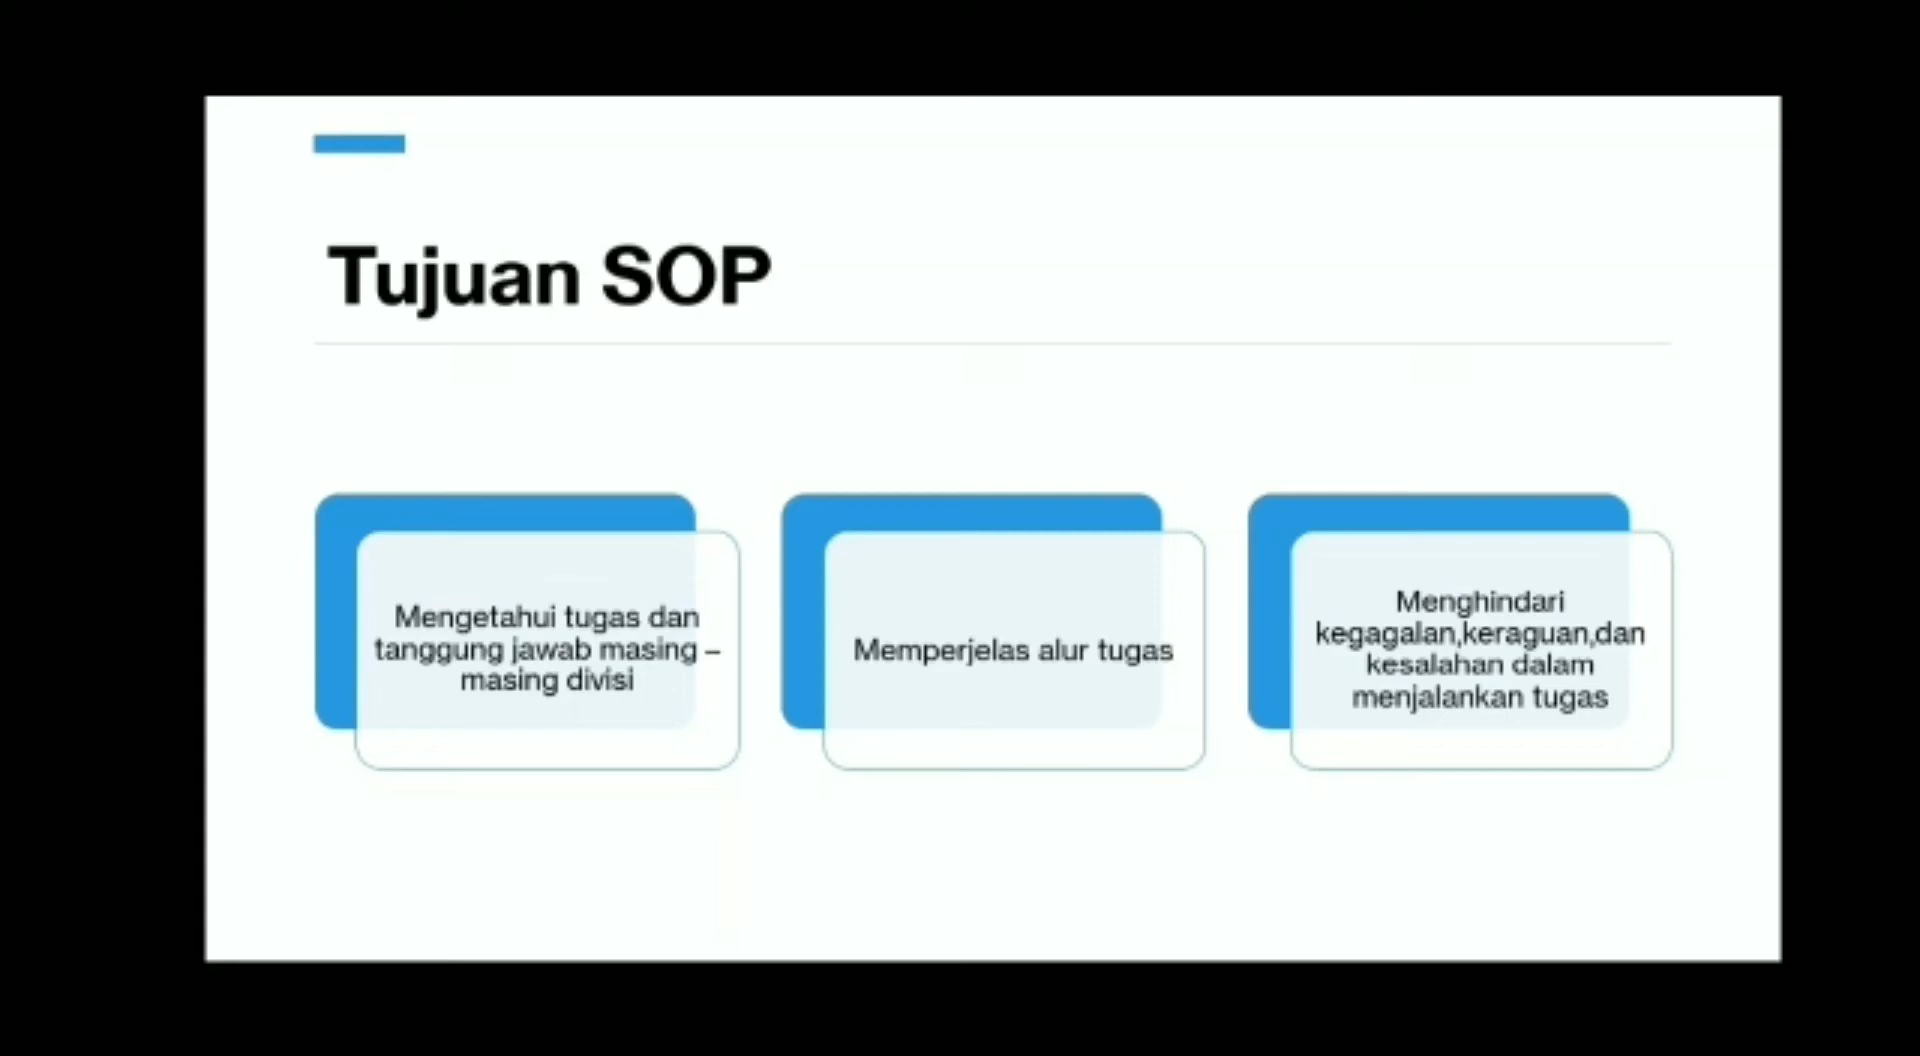 Tujuan SOP
Mengetahui tugas dan
tanggung jawab masing –
masing divisi
Memperjelas alur tugas
Menghindari
kegagalan,keraguan,dan
kesalahan dalam
menjalankan tugas